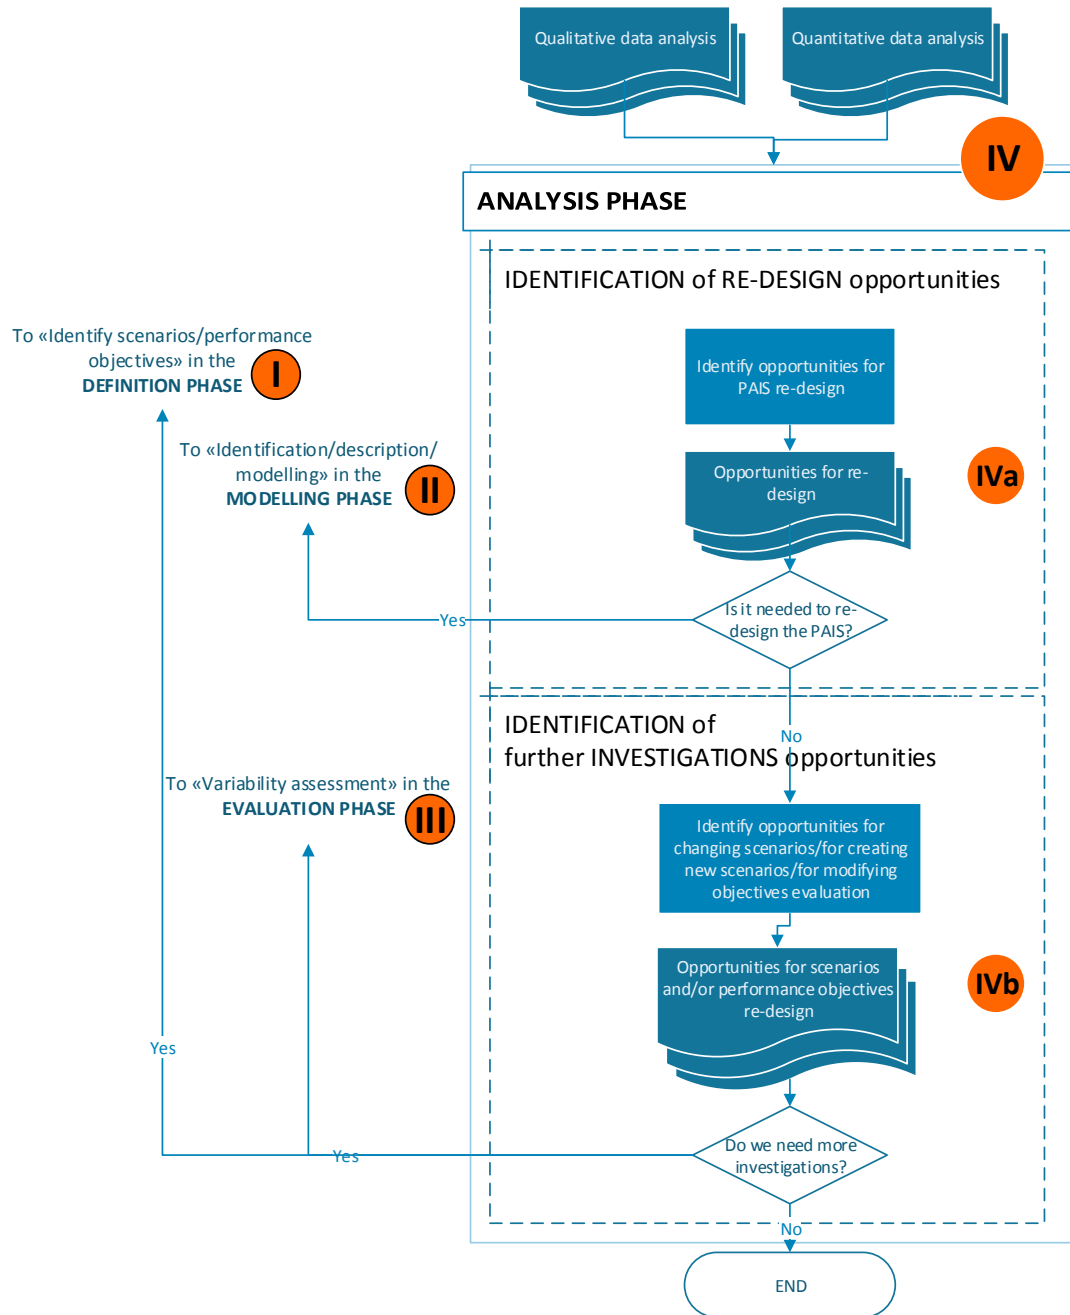 Qualitative data analysis
Quantitative data analysis
IV
ANALYSIS PHASE
IDENTIFICATION of RE-DESIGN opportunities
Identify opportunities for
PAIS re-design
To «Identify scenarios/performance
objectives» in the
DEFINITION PHASE
I
To «Identification/description/
modelling» in the
MODELLING PHASE
II
Opportunities for re-
design
IVa
Is it needed to re-
design the PAIS?
Yes
No
IDENTIFICATION of
further INVESTIGATIONS opportunities
To «Variability assessment» in the
EVALUATION PHASE
III
Identify opportunities for
changing scenarios/for creating
new scenarios/for modifying
objectives evaluation
Opportunities for scenarios
and/or performance objectives
re-design
IVb
Yes
Do we need more
investigations?
Yes
No
END